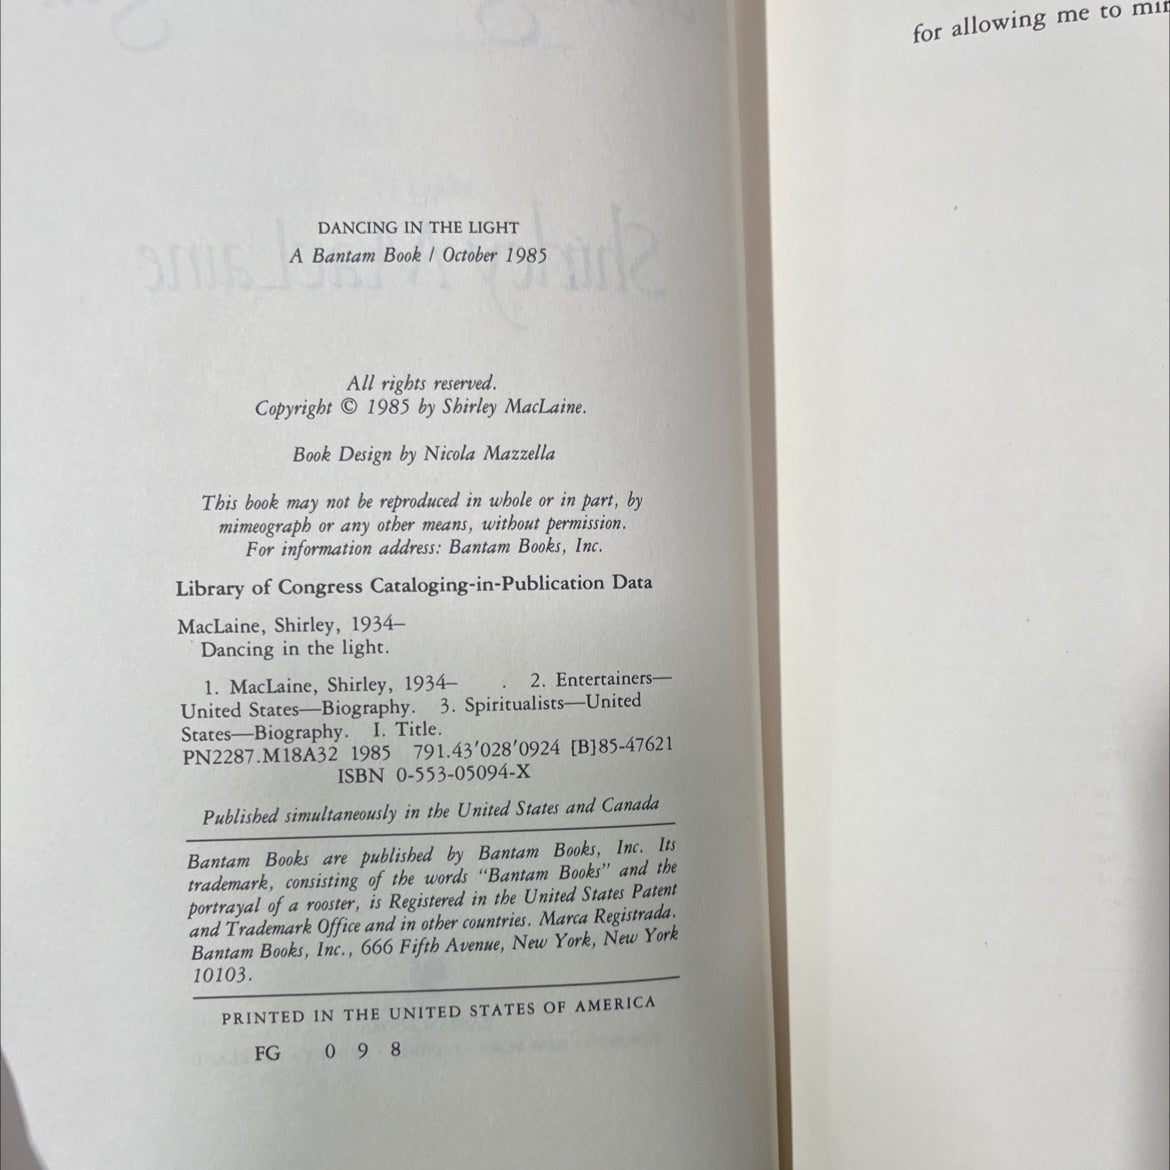 DANCING IN THE LIGHT
A Bantam Book / October 1985
All rights reserved.
Copyright © 1985 by Shirley MacLaine.
Book Design by Nicola Mazzella
This book may not be reproduced in whole or in part, by
mimeograph or any other means, without permission.
For information address: Bantam Books, Inc.
Library of Congress Cataloging-in-Publication Data
MacLaine, Shirley, 1934–
Dancing in the light.
1. MacLaine, Shirley, 1934– . 2. Entertainers—
United States—Biography. 3. Spiritualists—United
States—Biography. I. Title.
PN2287.M18A32 1985 791.43′028′0924 [B]85-47621
ISBN 0-553-05094-X
Published simultaneously in the United States and Canada
Bantam Books are published by Bantam Books, Inc. Its
trademark, consisting of the words “Bantam Books” and the
portrayal of a rooster, is Registered in the United States Patent
and Trademark Office and in other countries. Marca Registrada.
Bantam Books, Inc., 666 Fifth Avenue, New York, New York
10103.
PRINTED IN THE UNITED STATES OF AMERICA
FG 0 9 8
for allowing me to
Shirley MacLaine